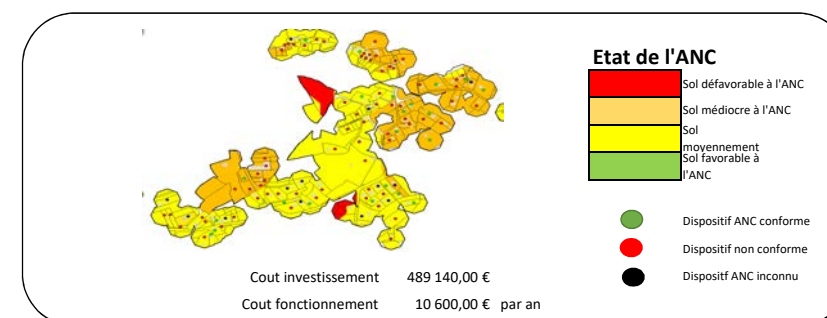 Etat de l'ANC
Sol défavorable à l'ANC
Sol médiocre à l'ANC
Sol
moyennement
Sol favorable à
l'ANC
Dispositif ANC conforme
Dispositif non conforme
Dispositf ANC inconnu
Cout investissement 489 140,00 €
Cout fonctionnement 10 600,00 € par an